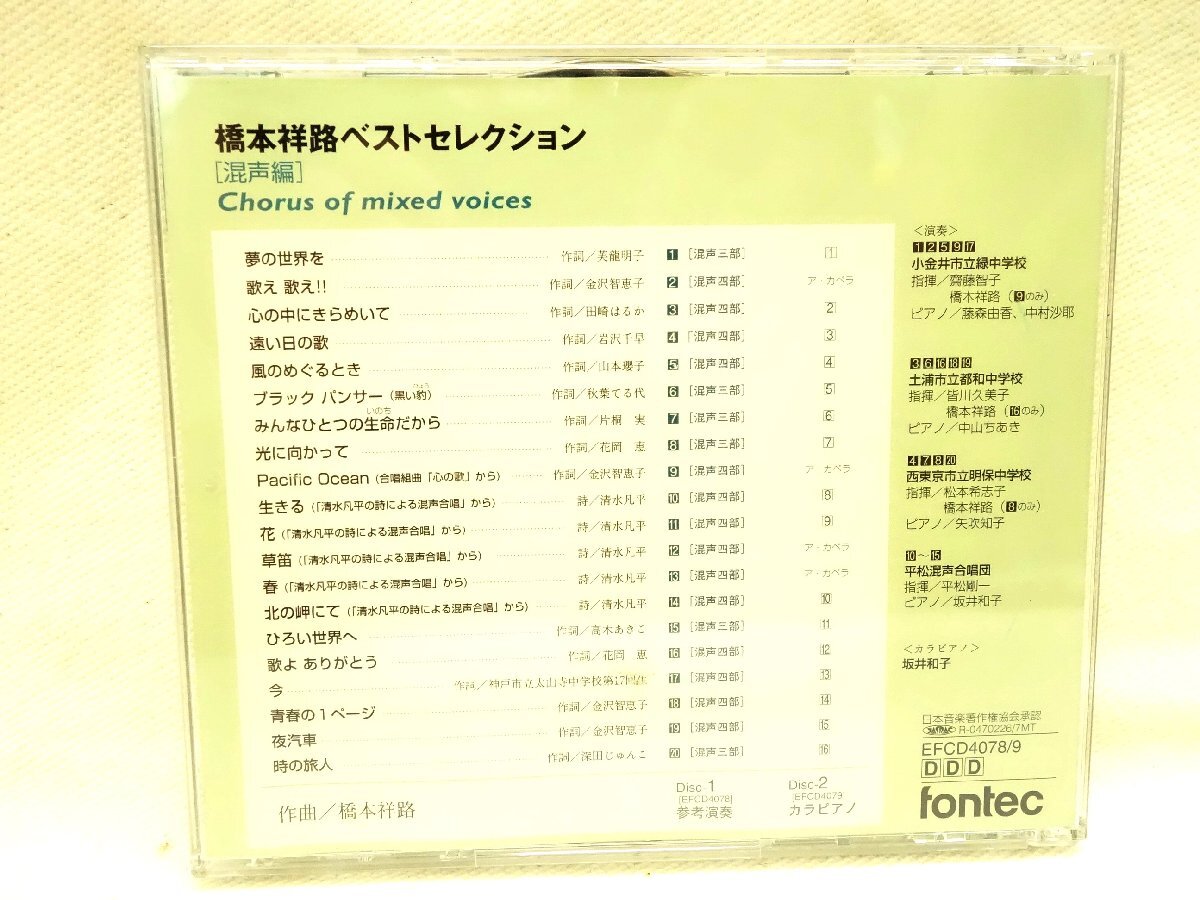 橋本祥路ベストセレクション
[混声編]
Chorus of mixed voices
夢の世界を 作詞／芙龍明子 1 [混声三部] 1
歌え 歌え!! 作詞／金沢智恵子 2 [混声四部] ア・カペラ
心の中にきらめいて 作詞／田崎はるか 3 [混声四部] 2
遠い日の歌 作詞／岩沢千早 4 [混声四部] 3
風のめぐるとき 作詞／山本瓔子 5 [混声四部] 4
ブラック パンサー（黒い豹） 作詞／秋葉てる代 6 [混声三部] 5
ひょう
みんなひとつの生命だから 作詞／片桐 実 7 [混声三部] 6
いのち
光に向かって 作詞／花岡 恵 8 [混声三部] 7
Pacific Ocean（合唱組曲「心の歌」から） 作詞／金沢智恵子 9 [混声四部] ア・カペラ
生きる（「清水凡平の詩による混声合唱」から） 詩／清水凡平 10 [混声四部] 8
花（「清水凡平の詩による混声合唱」から） 詩／清水凡平 11 [混声四部] 9
草笛（「清水凡平の詩による混声合唱」から） 詩／清水凡平 12 [混声四部] ア・カペラ
春（「清水凡平の詩による混声合唱」から） 詩／清水凡平 13 [混声四部] ア・カペラ
北の岬にて（「清水凡平の詩による混声合唱」から） 詩／清水凡平 14 [混声四部] 10
ひろい世界へ 作詞／高木あきこ 15 [混声三部] 11
歌よ ありがとう 作詞／花岡 恵 16 [混声四部] 12
今 作詞／神戸市立太山寺中学校第17回生 17 [混声四部] 13
青春の1ページ 作詞／金沢智恵子 18 [混声四部] 14
夜汽車 作詞／金沢智恵子 19 [混声四部] 15
時の旅人 作詞／深田じゅんこ 20 [混声三部] 16
作曲／橋本祥路
Disc-1
[EFCD4078]
参考演奏
Disc-2
[EFCD4079]
カラピアノ
＜演奏＞
1 2 5 9 17
小金井市立緑中学校
指揮／齋藤智子
橋本祥路（9のみ）
ピアノ／藤森由香、中村沙耶
3 6 16 18 19
土浦市立都和中学校
指揮／皆川久美子
橋本祥路（16のみ）
ピアノ／中山ちあき
4 7 8 20
西東京市立明保中学校
指揮／松本希志子
橋本祥路（8のみ）
ピアノ／矢吹知子
10～15
平松混声合唱団
指揮／平松剛一
ピアノ／坂井和子
＜カラピアノ＞
坂井和子
日本音楽著作権協会承認
JASRAC R-0470226/7MT
EFCD4078/9
DDD
fontec